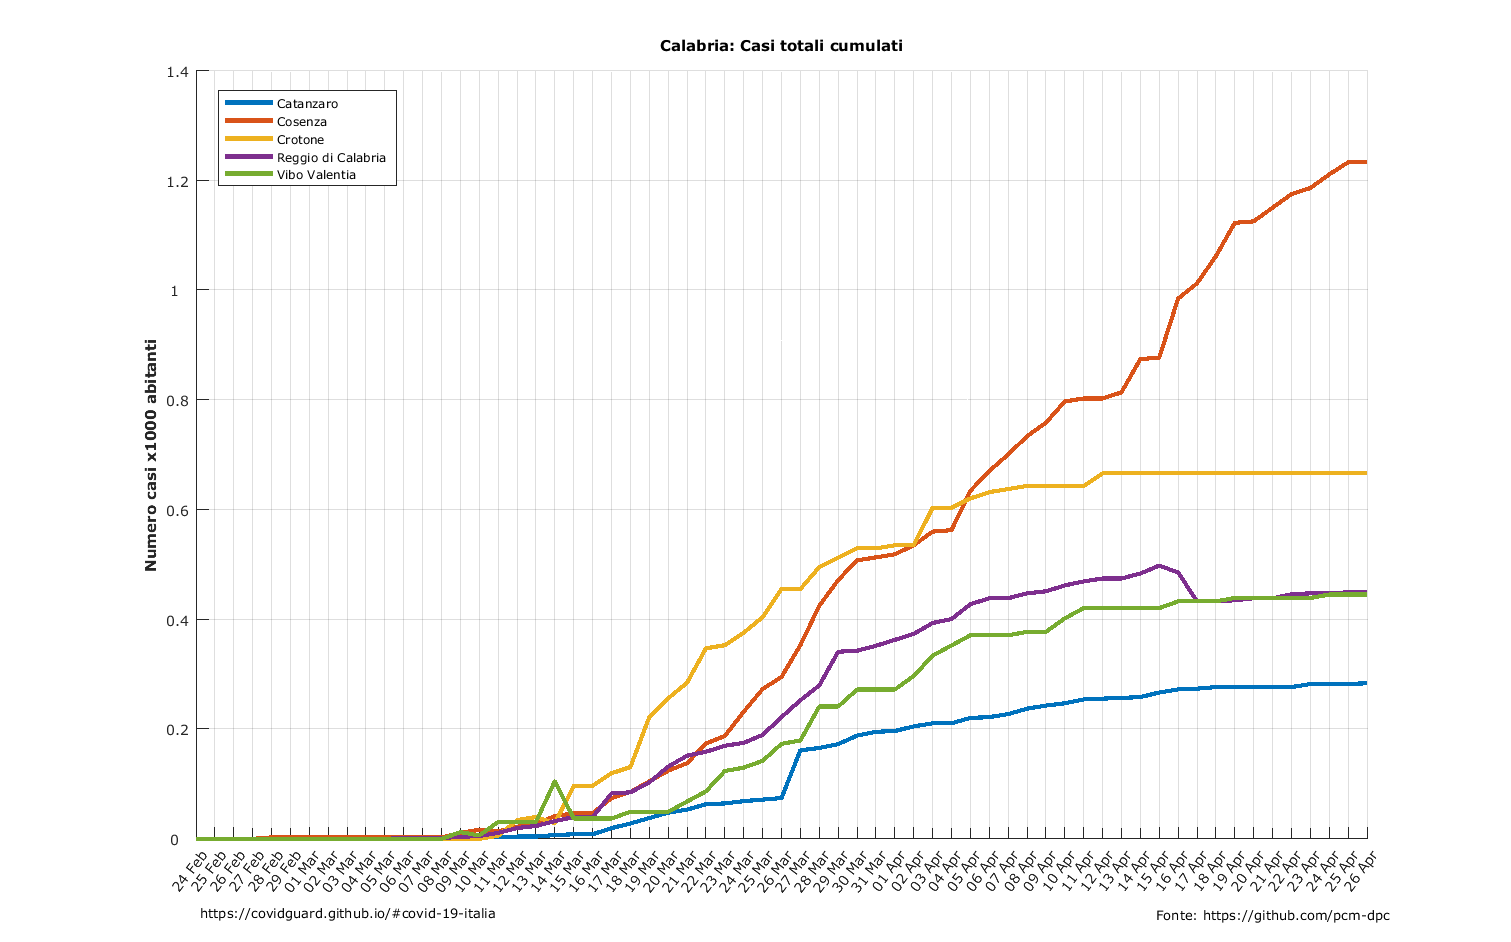 Calabria: Casi totali cumulati
Numero casi x1000 abitanti
1.4
1.2
1
0.8
0.6
0.4
0.2
0
Catanzaro
Cosenza
Crotone
Reggio di Calabria
Vibo Valentia
24 Feb
25 Feb
26 Feb
27 Feb
28 Feb
29 Feb
01 Mar
02 Mar
03 Mar
04 Mar
05 Mar
06 Mar
07 Mar
08 Mar
09 Mar
10 Mar
11 Mar
12 Mar
13 Mar
14 Mar
15 Mar
16 Mar
17 Mar
18 Mar
19 Mar
20 Mar
21 Mar
22 Mar
23 Mar
24 Mar
25 Mar
26 Mar
27 Mar
28 Mar
29 Mar
30 Mar
31 Mar
01 Apr
02 Apr
03 Apr
04 Apr
05 Apr
06 Apr
07 Apr
08 Apr
09 Apr
10 Apr
11 Apr
12 Apr
13 Apr
14 Apr
15 Apr
16 Apr
17 Apr
18 Apr
19 Apr
20 Apr
21 Apr
22 Apr
23 Apr
24 Apr
25 Apr
26 Apr
https://covidguard.github.io/#covid-19-italia
Fonte: https://github.com/pcm-dpc